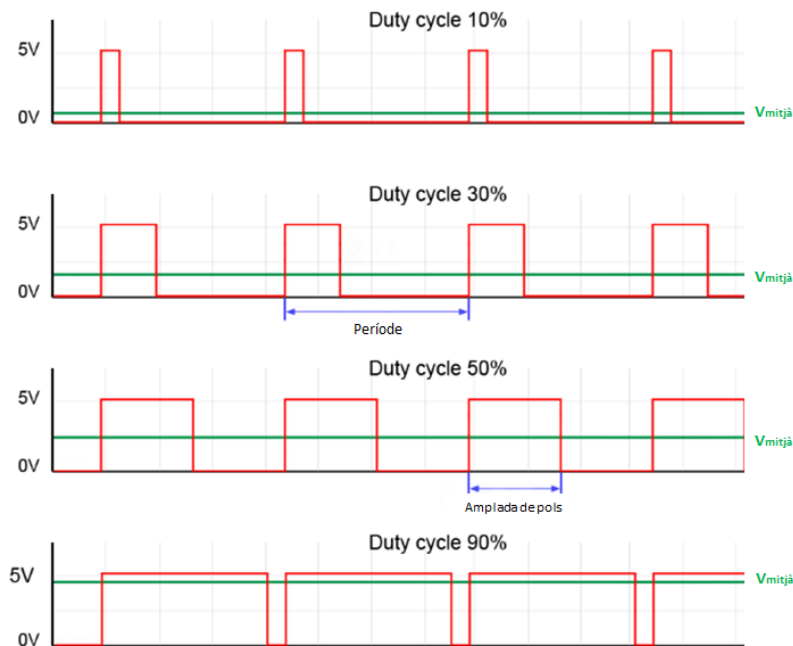 Duty cycle 10%
5V
0V
Vmitjà
Duty cycle 30%
5V
0V
Vmitjà
Període
Duty cycle 50%
5V
0V
Vmitjà
Amplada de pols
Duty cycle 90%
5V
0V
Vmitjà